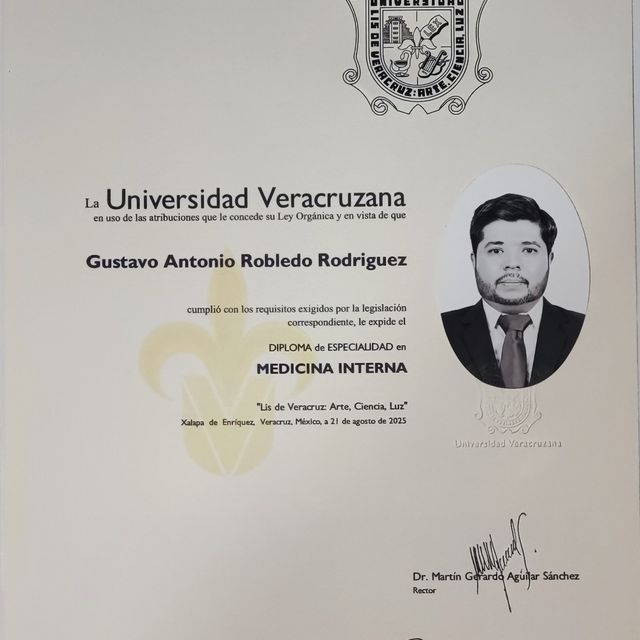 UNIVERSIDAD
LIS DE VERACRUZ: ARTE, CIENCIA, LUZ
La Universidad Veracruzana
en uso de las atribuciones que le concede su Ley Orgánica y en vista de que
Gustavo Antonio Robledo Rodriguez
cumplió con los requisitos exigidos por la legislación
correspondiente, le expide el
DIPLOMA de ESPECIALIDAD en
MEDICINA INTERNA
"Lis de Veracruz: Arte, Ciencia, Luz"
Xalapa de Enríquez, Veracruz, México, a 21 de agosto de 2025
Universidad Veracruzana
Dr. Martín Gerardo Aguilar Sánchez
Rector